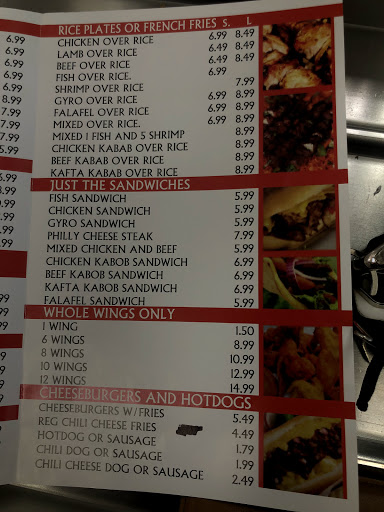 RICE PLATES OR FRENCH FRIES S. L.
CHICKEN OVER RICE 6.99 8.49
LAMB OVER RICE 6.49 8.49
BEEF OVER RICE 6.49 8.49
FISH OVER RICE. 6.99
SHRIMP OVER RICE 7.99
GYRO OVER RICE 6.99 8.99
FALAFEL OVER RICE 6.99 8.99
MIXED OVER RICE. 6.99 8.99
MIXED 1 FISH AND 5 SHRIMP 8.99
CHICKEN KABAB OVER RICE 8.99
BEEF KABAB OVER RICE 8.99
KAFTA KABAB OVER RICE 8.99
JUST THE SANDWICHES
FISH SANDWICH 5.99
CHICKEN SANDWICH 5.99
GYRO SANDWICH 5.99
PHILLY CHEESE STEAK 7.99
MIXED CHICKEN AND BEEF 5.99
CHICKEN KABOB SANDWICH 6.99
BEEF KABOB SANDWICH 6.99
KAFTA KABOB SANDWICH 6.99
FALAFEL SANDWICH 5.99
WHOLE WINGS ONLY
1 WING 1.50
6 WINGS 8.99
8 WINGS 10.99
10 WINGS 12.99
12 WINGS 14.99
CHEESEBURGERS AND HOTDOGS
CHEESEBURGERS W/FRIES 5.49
REG CHILI CHEESE FRIES 4.49
HOTDOG OR SAUSAGE 1.79
CHILI DOG OR SAUSAGE 1.99
CHILI CHEESE DOG OR SAUSAGE 2.49